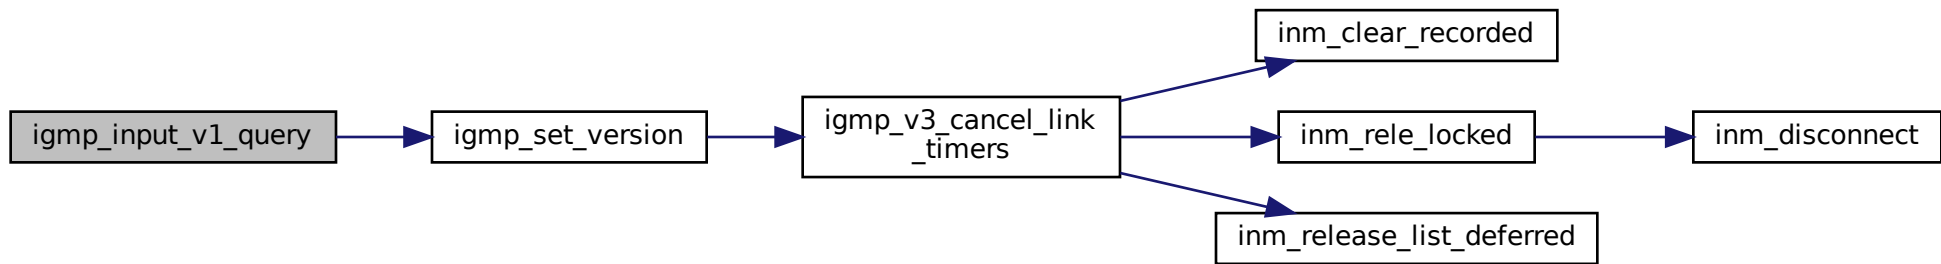 igmp_input_v1_query
igmp_set_version
igmp_v3_cancel_link
_timers
inm_clear_recorded
inm_rele_locked
inm_disconnect
inm_release_list_deferred